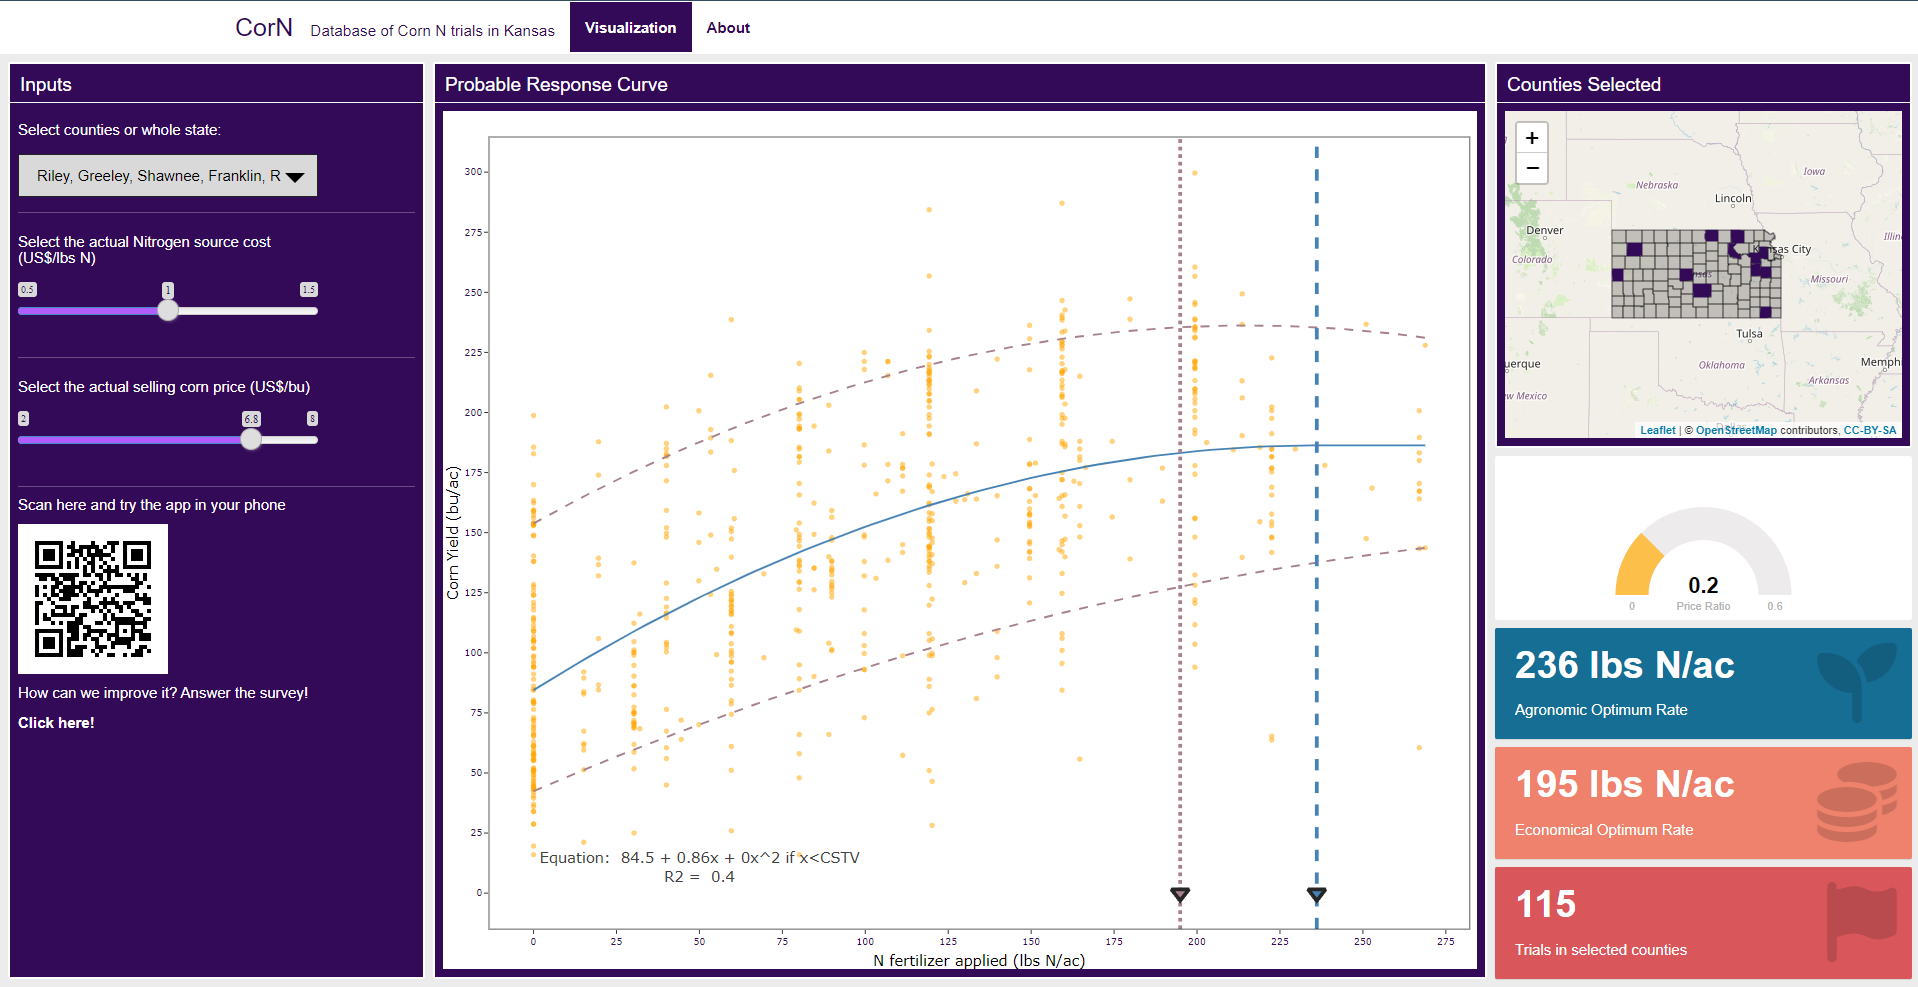 CorN Database of Corn N trials in Kansas Visualization About
Inputs
Select counties or whole state:
Riley, Greeley, Shawnee, Franklin, R
Select the actual Nitrogen source cost
(US$/lbs N)
0.5 1 1.5
Select the actual selling corn price (US$/bu)
2 6.8 8
Scan here and try the app in your phone
How can we improve it? Answer the survey!
Click here!
Probable Response Curve
Corn Yield (bu/ac)
300
275
250
225
200
175
150
125
100
75
50
25
0
Equation: 84.5 + 0.86x + 0x^2 if x<CSTV
R2 = 0.4
0 25 50 75 100 125 150 175 200 225 250 275
N fertilizer applied (lbs N/ac)
Counties Selected
+
−
Nebraska
Iowa
Lincoln
Denver
Illin
Colorado
sas City
Missouri
Tulsa
uerque
Oklahoma
Memph
Arkansas
ew Mexico
Leaflet | © OpenStreetMap contributors, CC-BY-SA
0.2
0 Price Ratio 0.6
236 lbs N/ac
Agronomic Optimum Rate
195 lbs N/ac
Economical Optimum Rate
115
Trials in selected counties